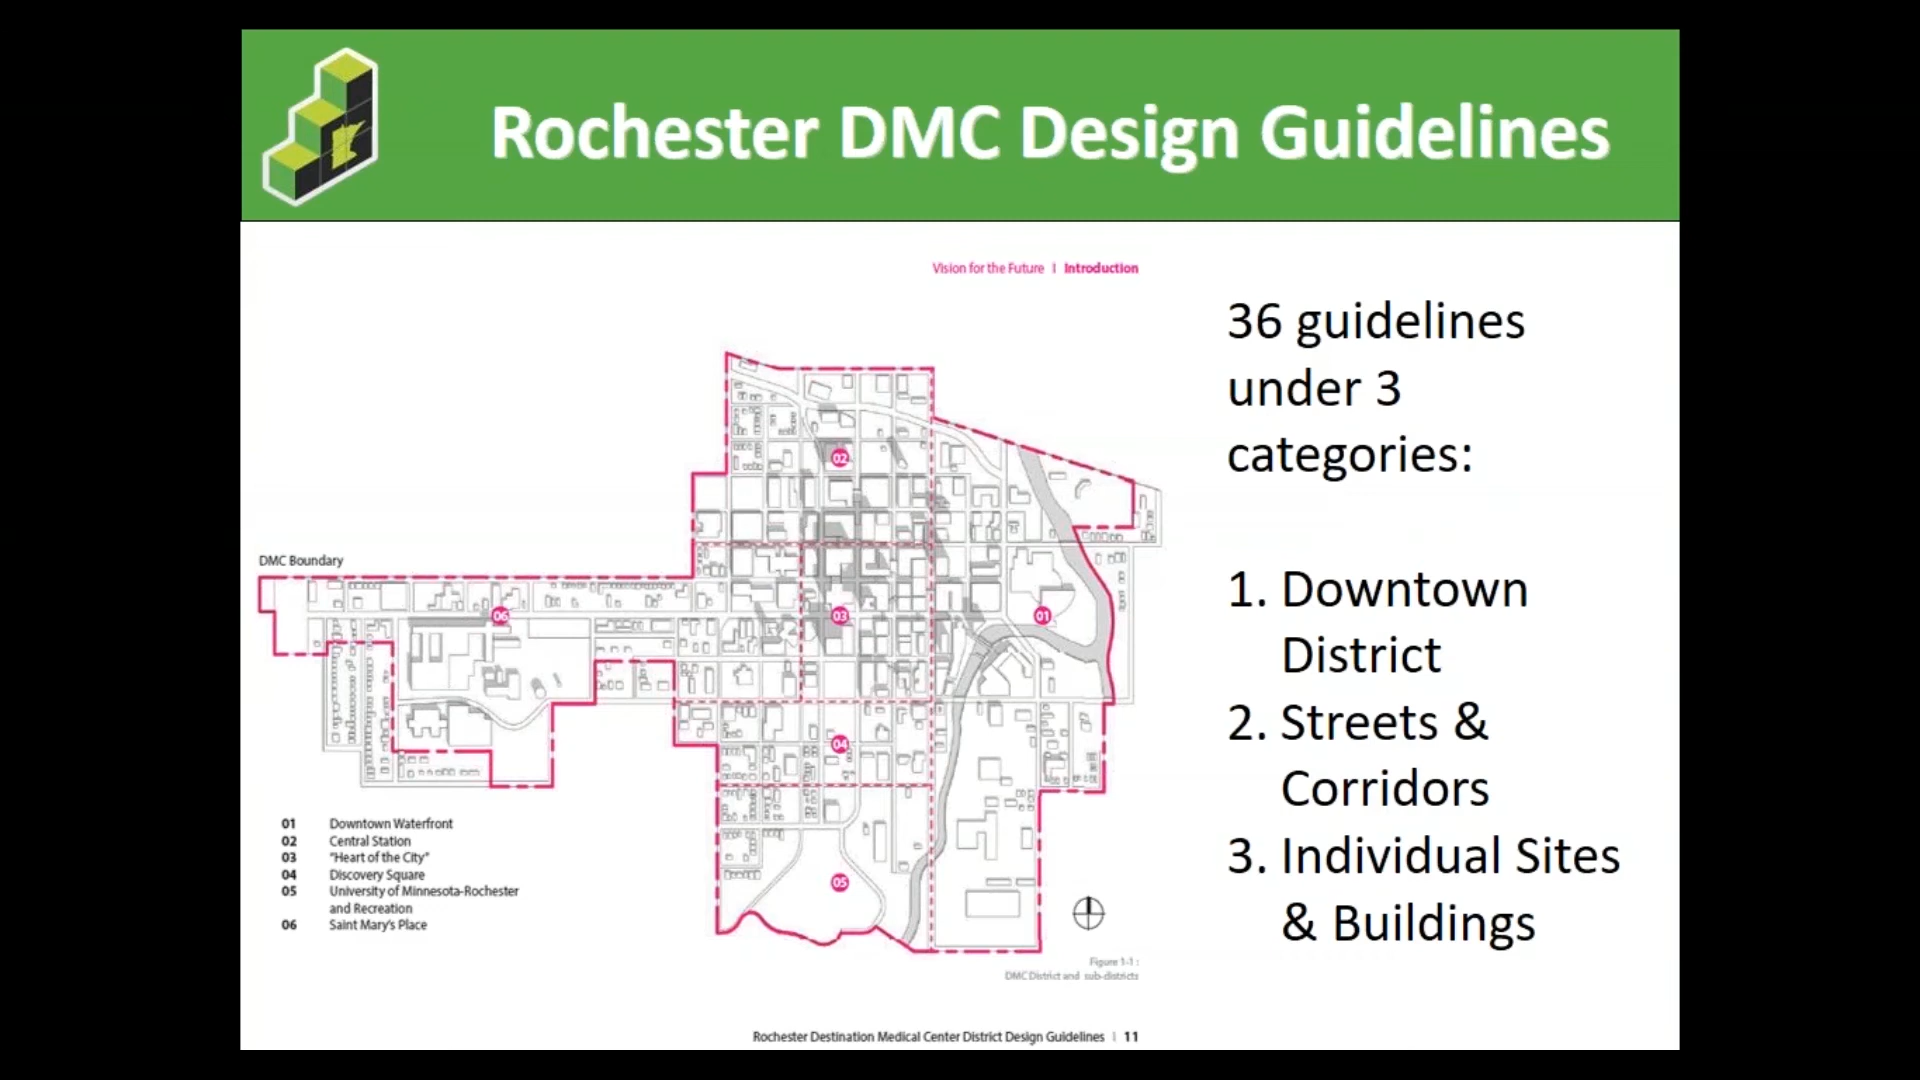 Rochester DMC Design Guidelines
Vision for the Future | Introduction
36 guidelines
under 3
categories:
1. Downtown
District
2. Streets &
Corridors
3. Individual Sites
& Buildings
DMC Boundary
02
06
03
01
04
05
01 Downtown Waterfront
02 Central Station
03 "Heart of the City"
04 Discovery Square
05 University of Minnesota-Rochester
and Recreation
06 Saint Mary's Place
Figure 1-1 :
DMC District and sub-districts
Rochester Destination Medical Center District Design Guidelines | 11